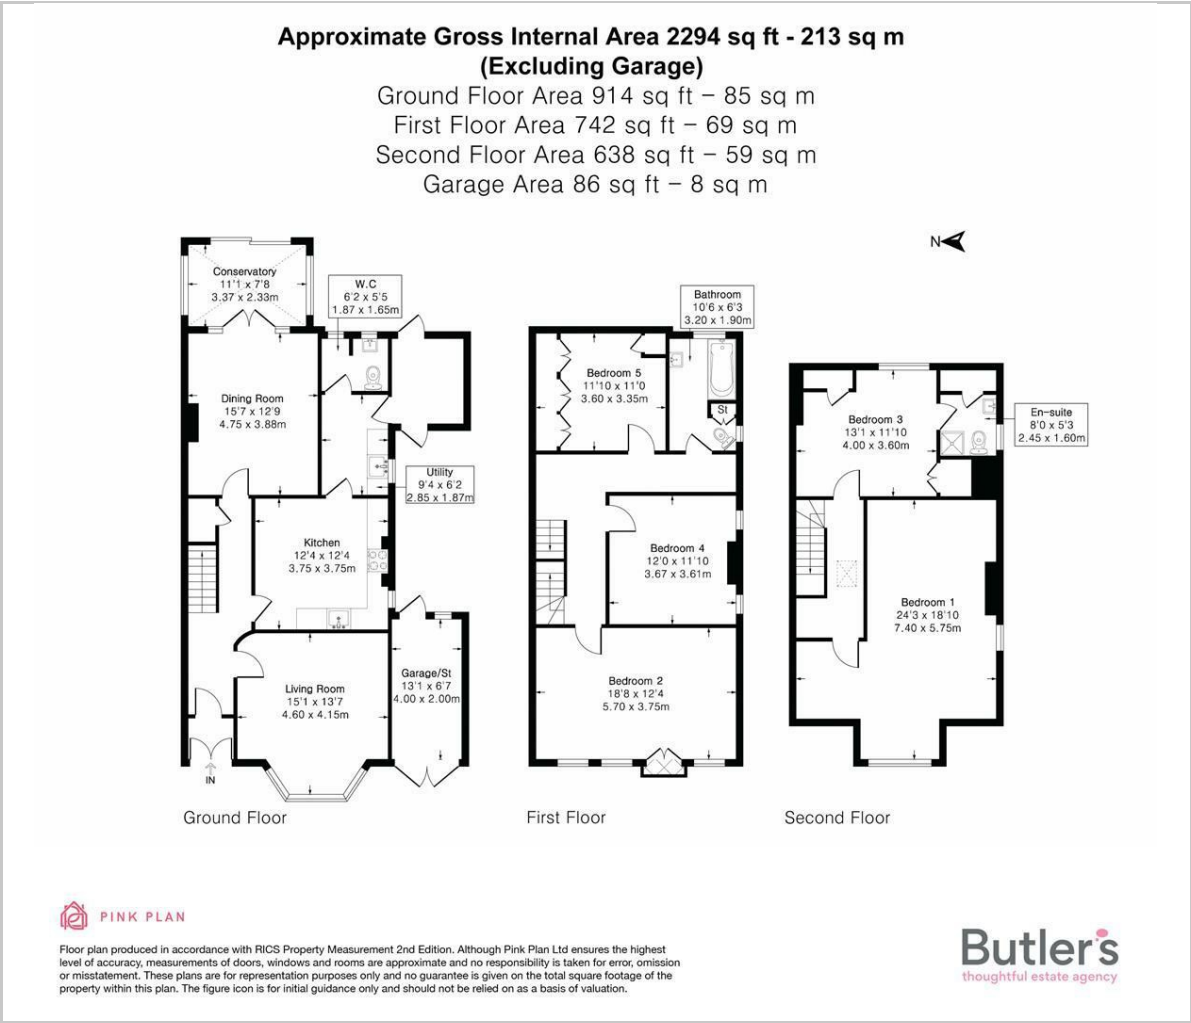 Approximate Gross Internal Area 2294 sq ft - 213 sq m
(Excluding Garage)
Ground Floor Area 914 sq ft – 85 sq m
First Floor Area 742 sq ft – 69 sq m
Second Floor Area 638 sq ft – 59 sq m
Garage Area 86 sq ft – 8 sq m
N
Conservatory
11'1 x 7'8
3.37 x 2.33m
W.C
6'2 x 5'5
1.87 x 1.65m
Dining Room
15'7 x 12'9
4.75 x 3.88m
Utility
9'4 x 6'2
2.85 x 1.87m
Kitchen
12'4 x 12'4
3.75 x 3.75m
Living Room
15'1 x 13'7
4.60 x 4.15m
Garage/St
13'1 x 6'7
4.00 x 2.00m
IN
Ground Floor
Bathroom
10'6 x 6'3
3.20 x 1.90m
Bedroom 5
11'10 x 11'0
3.60 x 3.35m
St
Bedroom 4
12'0 x 11'10
3.67 x 3.61m
Bedroom 2
18'8 x 12'4
5.70 x 3.75m
First Floor
Bedroom 3
13'1 x 11'10
4.00 x 3.60m
En-suite
8'0 x 5'3
2.45 x 1.60m
Bedroom 1
24'3 x 18'10
7.40 x 5.75m
Second Floor
PINK PLAN
Floor plan produced in accordance with RICS Property Measurement 2nd Edition. Although Pink Plan Ltd ensures the highest
level of accuracy, measurements of doors, windows and rooms are approximate and no responsibility is taken for error, omission
or misstatement. These plans are for representation purposes only and no guarantee is given on the total square footage of the
property within this plan. The figure icon is for initial guidance only and should not be relied on as a basis of valuation.
Butler's
thoughtful estate agency